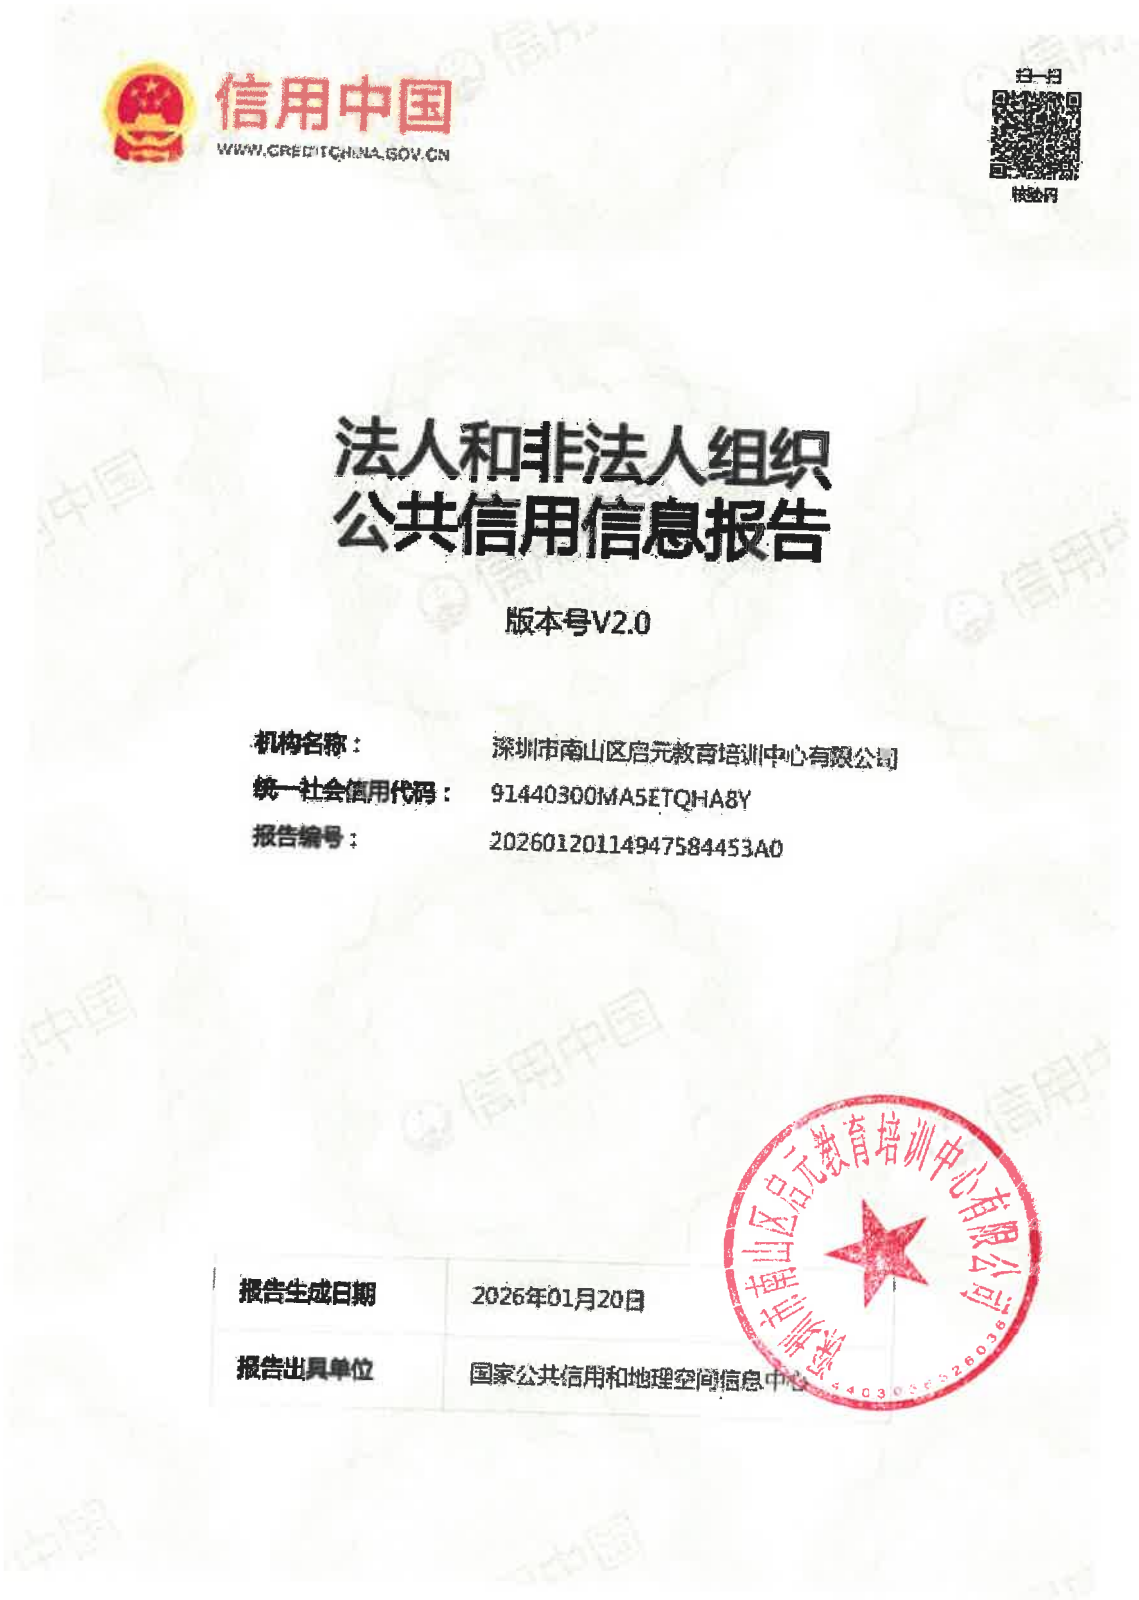 信用中国
WWW.CREDITCHINA.GOV.CN
扫一扫
核验码
法人和非法人组织
公共信用信息报告
版本号V2.0
机构名称：
深圳市南山区启元教育培训中心有限公司
统一社会信用代码：
91440300MA5ETQHA8Y
报告编号：
20260120114947584453A0
报告生成日期
2026年01月20日
报告出具单位
国家公共信用和地理空间信息中心
深圳市南山区启元教育培训中心有限公司